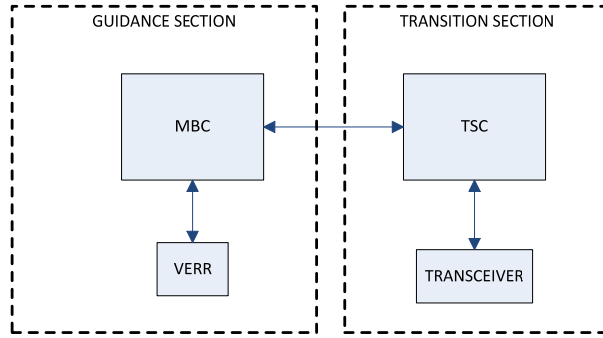 GUIDANCE SECTION
TRANSITION SECTION
MBC
TSC
VERR
TRANSCEIVER